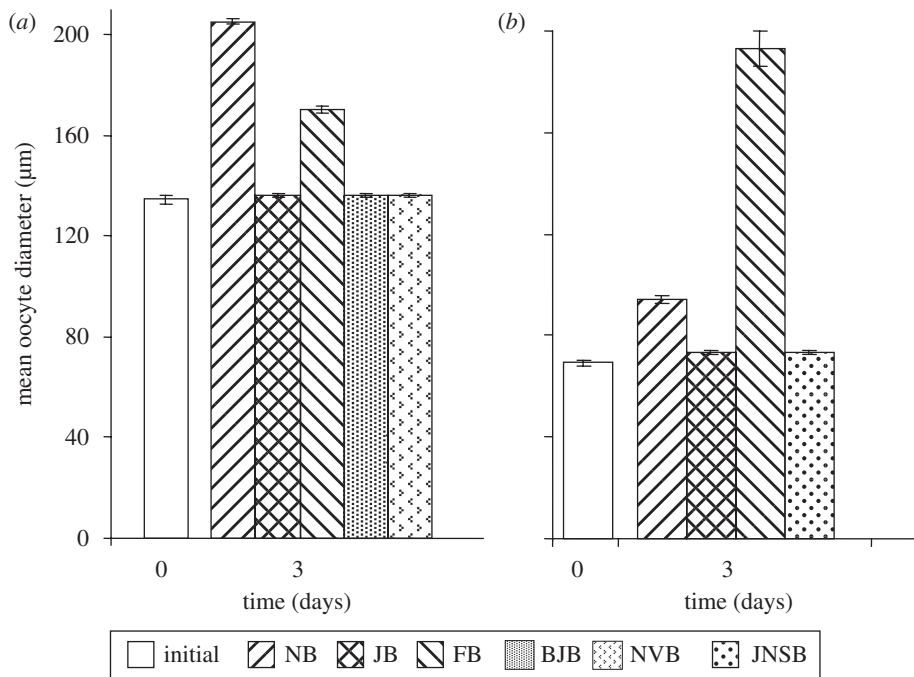 (a)
(b)
mean oocyte diameter (µm)
200
160
120
80
40
0
0 3
time (days)
0 3
time (days)
initial NB JB FB BJB NVB JNSB